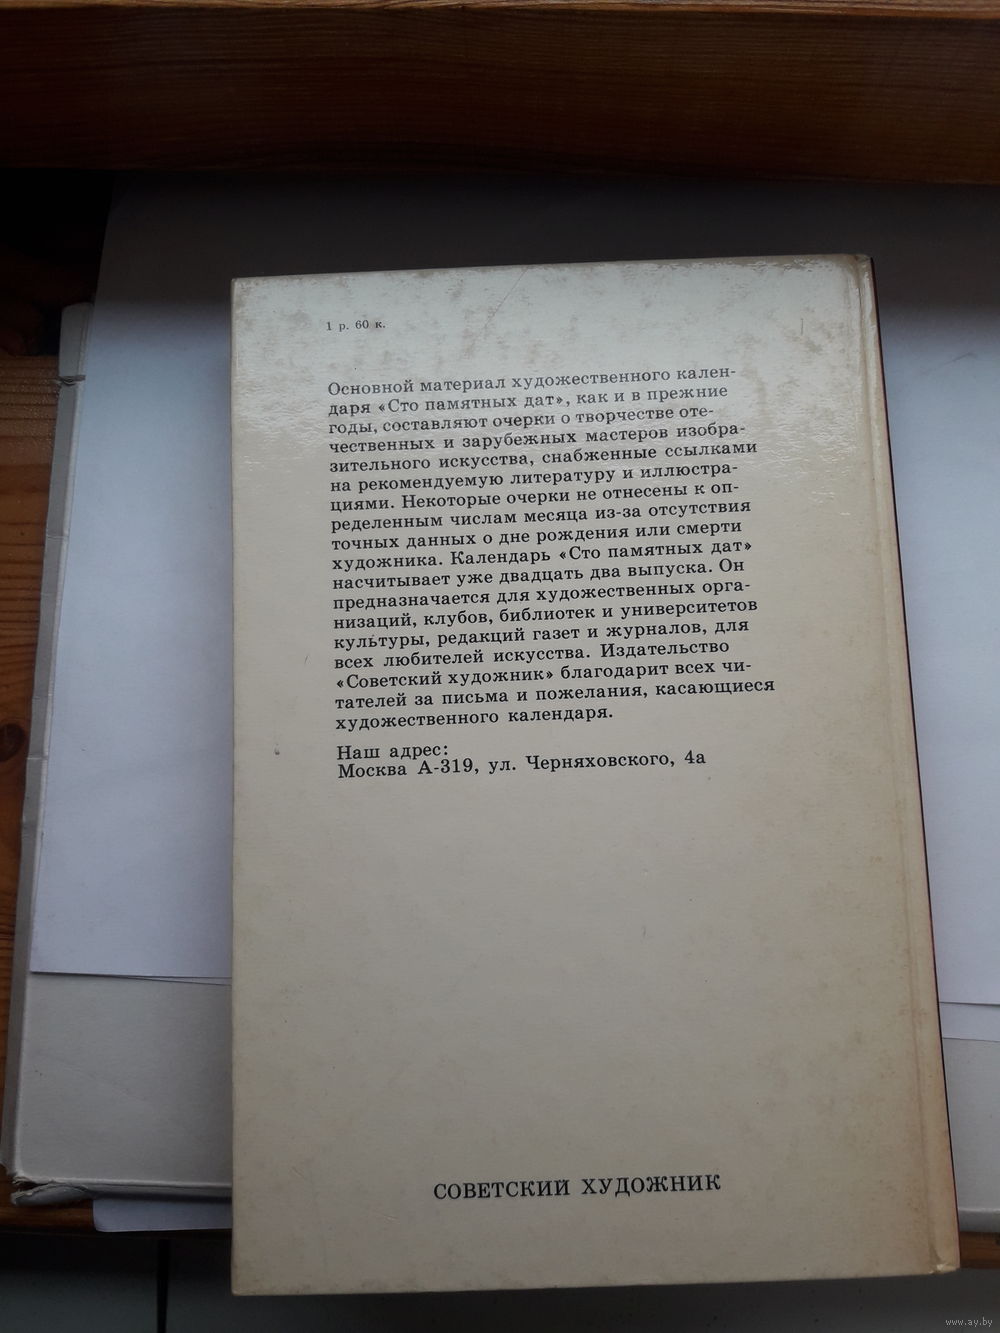 1 р. 60 к.
Основной материал художественного кален-
даря «Сто памятных дат», как и в прежние
годы, составляют очерки о творчестве оте-
чественных и зарубежных мастеров изобра-
зительного искусства, снабженные ссылками
на рекомендуемую литературу и иллюстра-
циями. Некоторые очерки не отнесены к оп-
ределенным числам месяца из-за отсутствия
точных данных о дне рождения или смерти
художника. Календарь «Сто памятных дат»
насчитывает уже двадцать два выпуска. Он
предназначается для художественных орга-
низаций, клубов, библиотек и университетов
культуры, редакций газет и журналов, для
всех любителей искусства. Издательство
«Советский художник» благодарит всех чи-
тателей за письма и пожелания, касающиеся
художественного календаря.
Наш адрес:
Москва А-319, ул. Черняховского, 4а
СОВЕТСКИЙ ХУДОЖНИК
www.ay.by